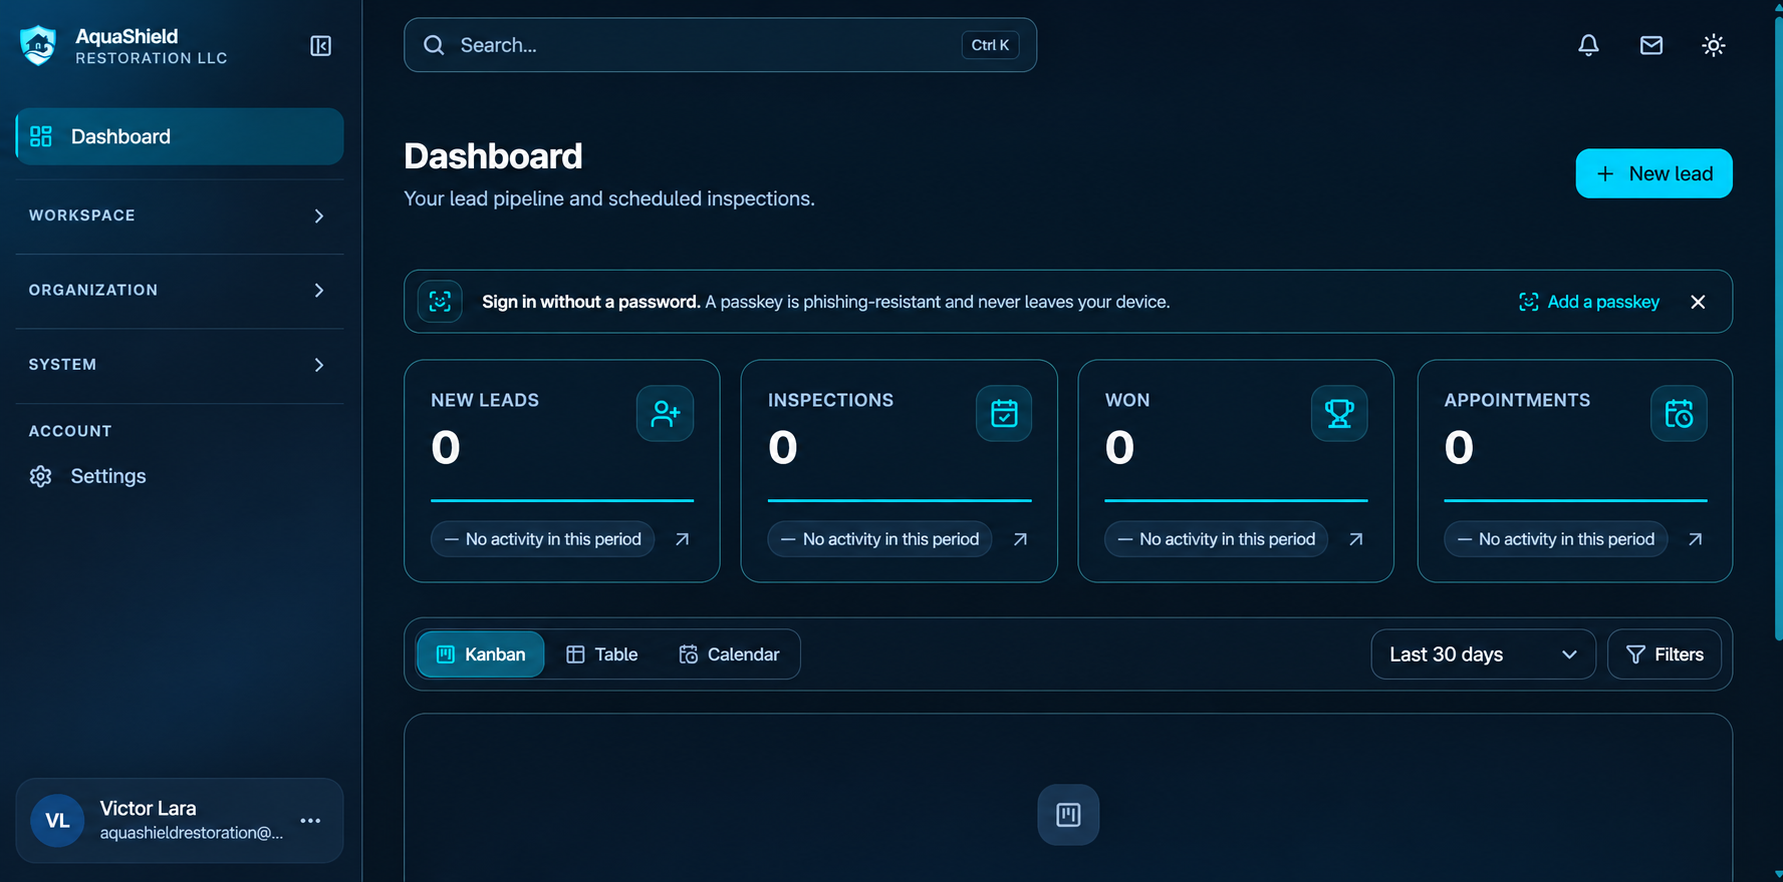 AquaShield
RESTORATION LLC
Dashboard
WORKSPACE
ORGANIZATION
SYSTEM
ACCOUNT
Settings
VL
Victor Lara
aquashieldrestoration@...
Search...
Ctrl K
Dashboard
Your lead pipeline and scheduled inspections.
+ New lead
Sign in without a password. A passkey is phishing-resistant and never leaves your device.
Add a passkey
NEW LEADS
0
— No activity in this period
INSPECTIONS
0
— No activity in this period
WON
0
— No activity in this period
APPOINTMENTS
0
— No activity in this period
Kanban
Table
Calendar
Last 30 days
Filters